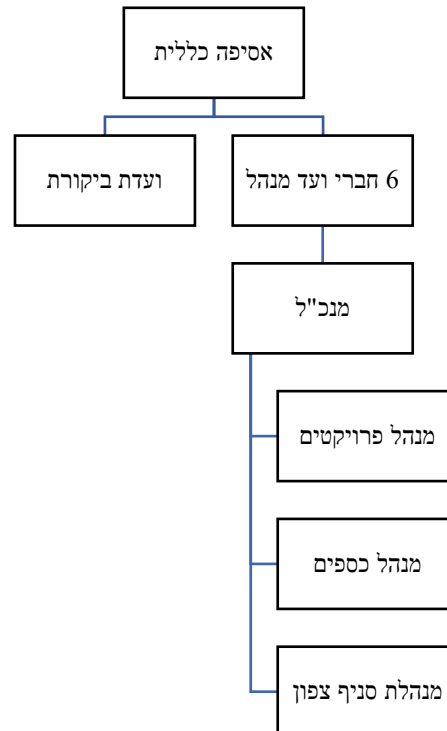 אסיפה כללית
6 חברי ועד מנהל
ועדת ביקורת
מנכ"ל
מנהל פרויקטים
מנהל כספים
מנהלת סניף צפון